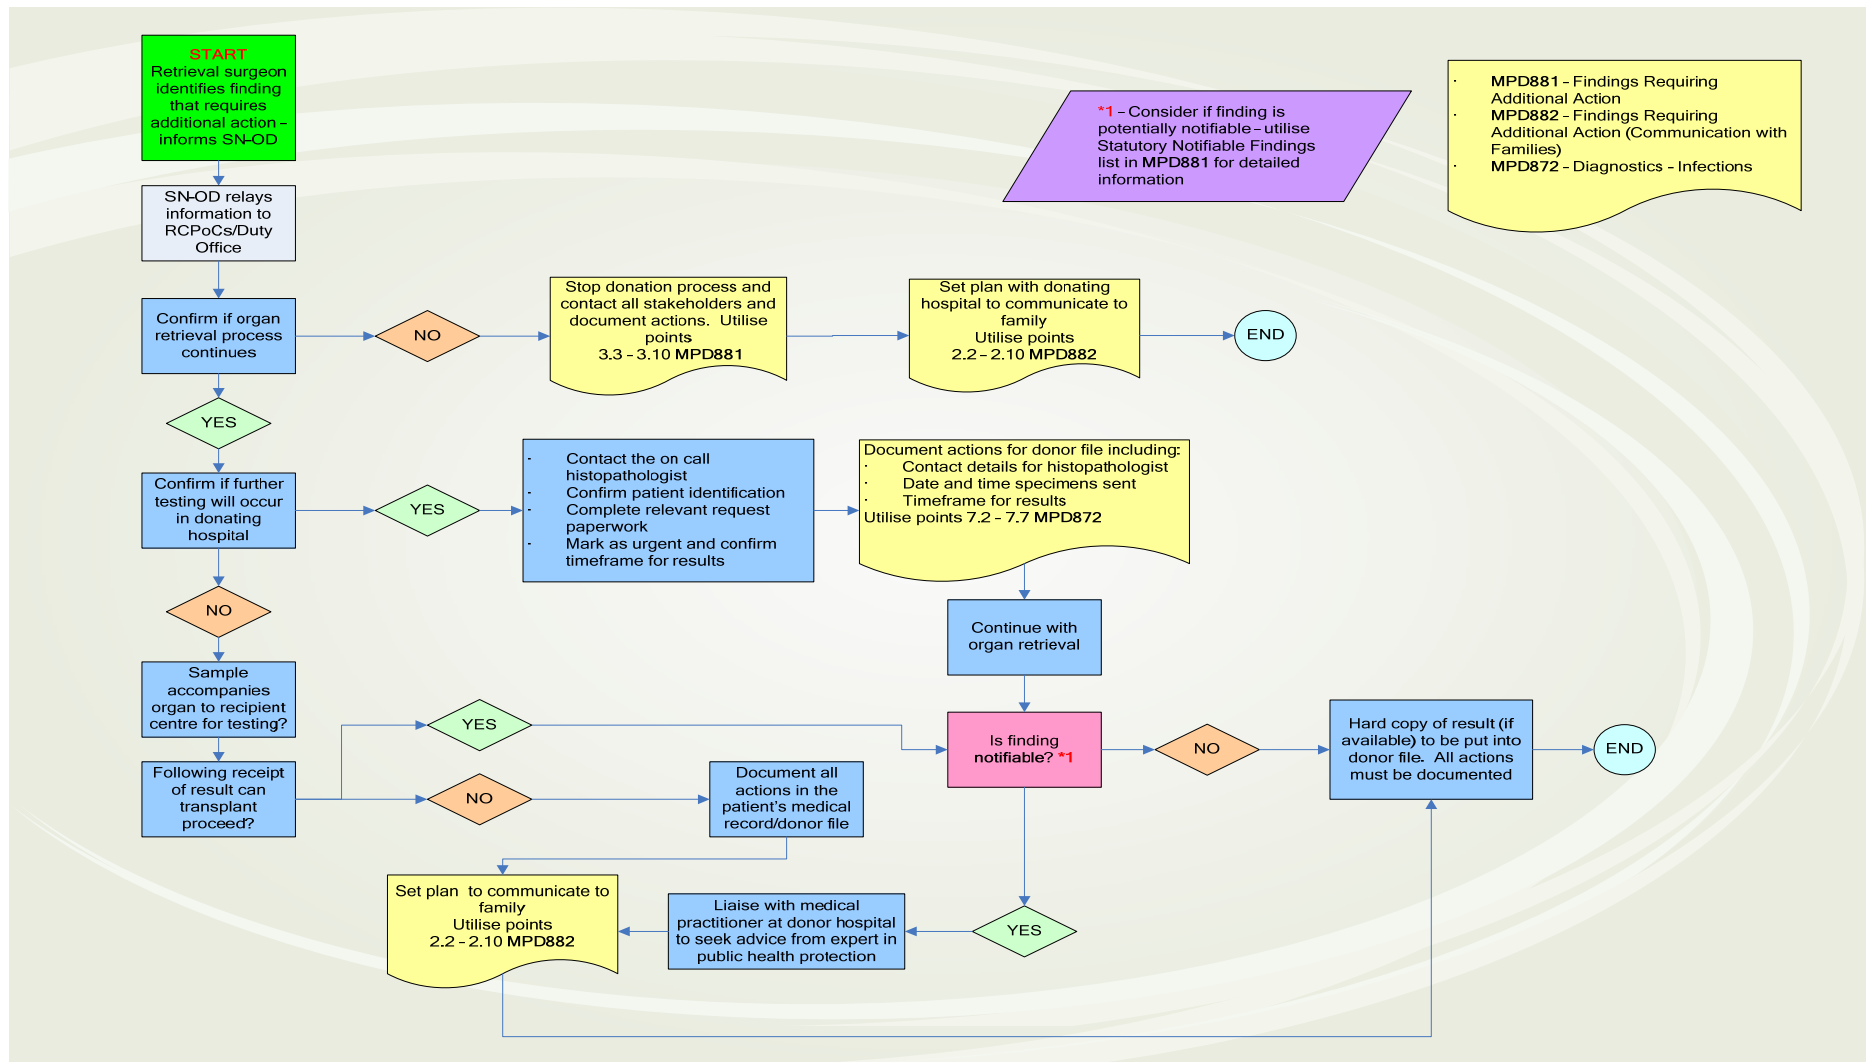 START
Retrieval surgeon
identifies finding
that requires
additional action –
informs SN-OD
*1 – Consider if finding is
potentially notifiable – utilise
Statutory Notifiable Findings
list in MPD881 for detailed
information
· MPD881 – Findings Requiring
Additional Action
· MPD882 – Findings Requiring
Additional Action (Communication with
Families)
· MPD872 – Diagnostics – Infections
SN-OD relays
information to
RCPoCs/Duty
Office
Confirm if organ
retrieval process
continues
NO
Stop donation process and
contact all stakeholders and
document actions. Utilise
points
3.3 – 3.10 MPD881
Set plan with donating
hospital to communicate to
family
Utilise points
2.2 – 2.10 MPD882
END
YES
Confirm if further
testing will occur
in donating
hospital
YES
· Contact the on call
histopathologist
· Confirm patient identification
· Complete relevant request
paperwork
· Mark as urgent and confirm
timeframe for results
Document actions for donor file including:
· Contact details for histopathologist
· Date and time specimens sent
· Timeframe for results
Utilise points 7.2 – 7.7 MPD872
NO
Continue with
organ retrieval
Sample
accompanies
organ to recipient
centre for testing?
YES
Is finding
notifiable? *1
NO
Hard copy of result (if
available) to be put into
donor file. All actions
must be documented
END
Following receipt
of result can
transplant
proceed?
NO
Document all
actions in the
patient's medical
record/donor file
Set plan to communicate to
family
Utilise points
2.2 – 2.10 MPD882
Liaise with medical
practitioner at donor hospital
to seek advice from expert in
public health protection
YES